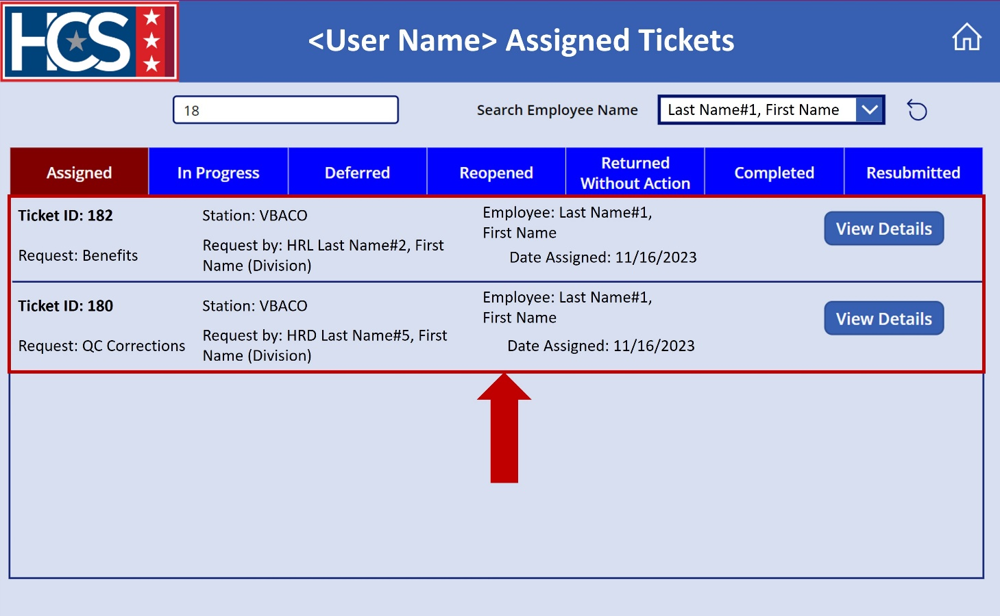 HCS
<User Name> Assigned Tickets
18
Search Employee Name
Last Name#1, First Name
Assigned
In Progress
Deferred
Reopened
Returned
Without Action
Completed
Resubmitted
Ticket ID: 182
Station: VBACO
Employee: Last Name#1,
First Name
View Details
Request: Benefits
Request by: HRL Last Name#2, First
Name (Division)
Date Assigned: 11/16/2023
Ticket ID: 180
Station: VBACO
Employee: Last Name#1,
First Name
View Details
Request: QC Corrections
Request by: HRD Last Name#5, First
Name (Division)
Date Assigned: 11/16/2023